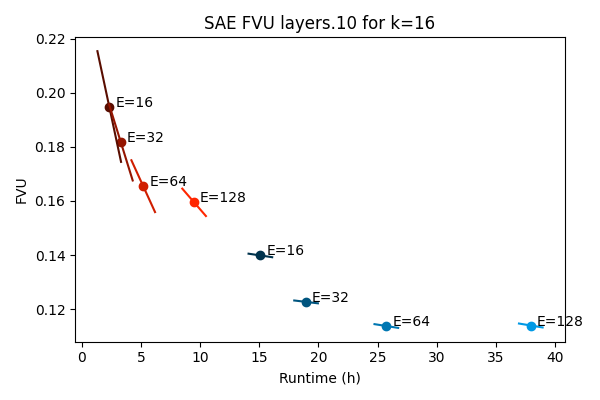 SAE FVU layers.10 for k=16
0.22
0.20
0.18
0.16
0.14
0.12
FVU
E=16
E=32
E=64
E=128
E=16
E=32
E=64
E=128
0 5 10 15 20 25 30 35 40
Runtime (h)